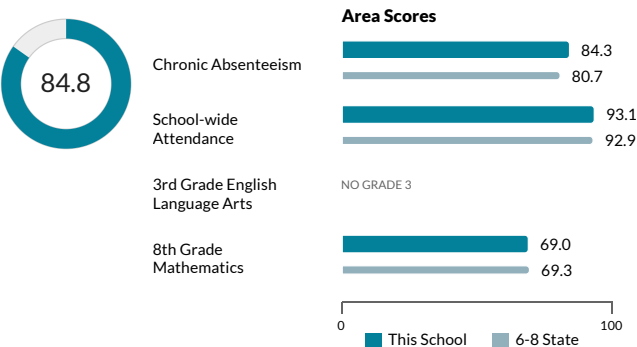 Area Scores
84.8
Chronic Absenteeism
84.3
80.7
School-wide
Attendance
93.1
92.9
3rd Grade English
Language Arts
NO GRADE 3
8th Grade
Mathematics
69.0
69.3
0
100
This School
6-8 State